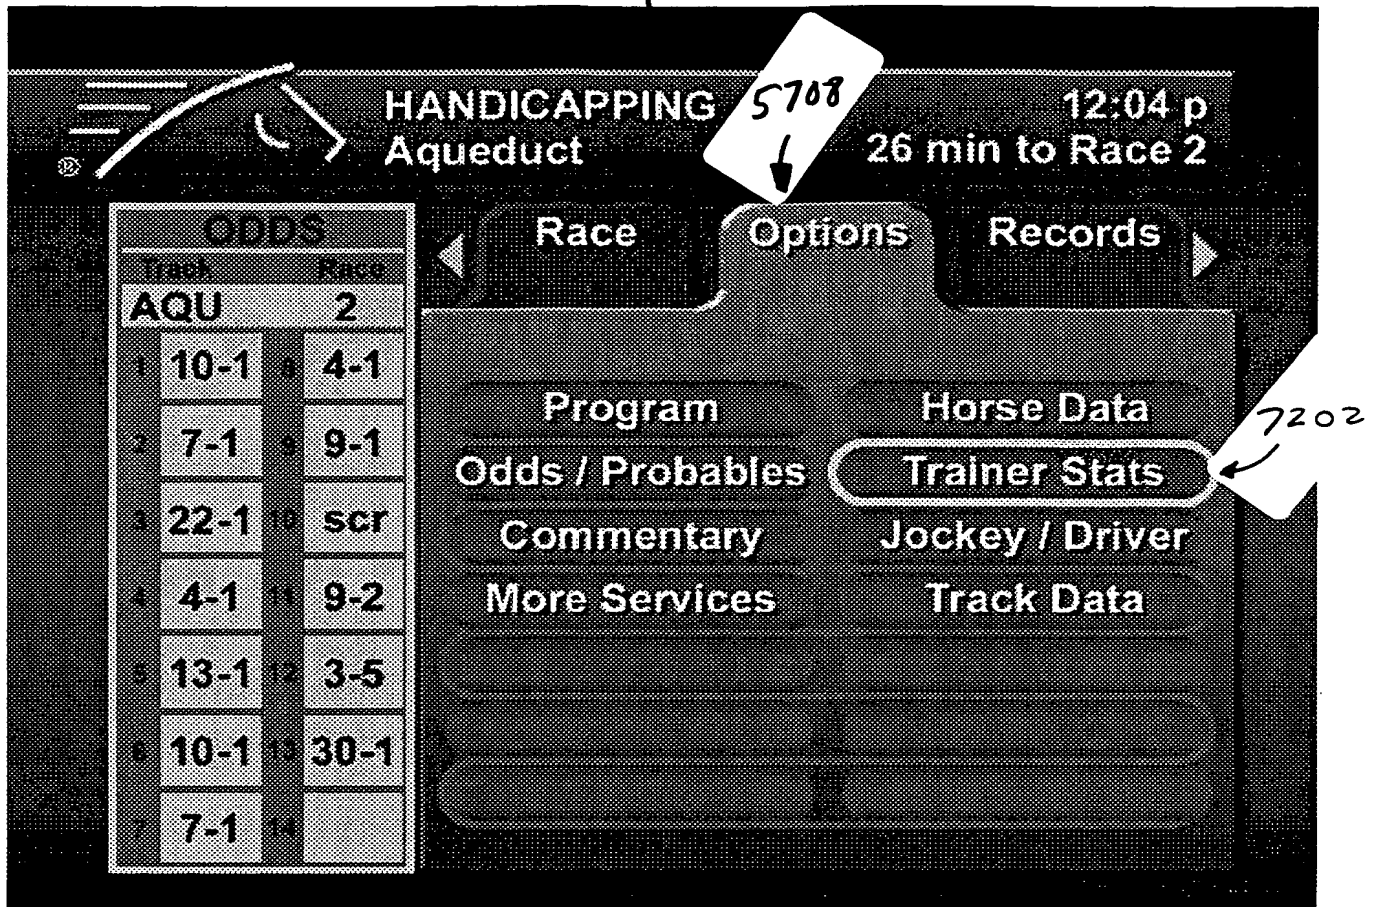 HANDICAPPING
Aqueduct
5708
12:04 p
26 min to Race 2
®
ODDS
Track Race
AQU 2
1 10-1 8 4-1
2 7-1 9 9-1
3 22-1 10 scr
4 4-1 11 9-2
5 13-1 12 3-5
6 10-1 13 30-1
7 7-1 14
Race Options Records
Program Horse Data
Odds / Probables Trainer Stats
Commentary Jockey / Driver
More Services Track Data
7202